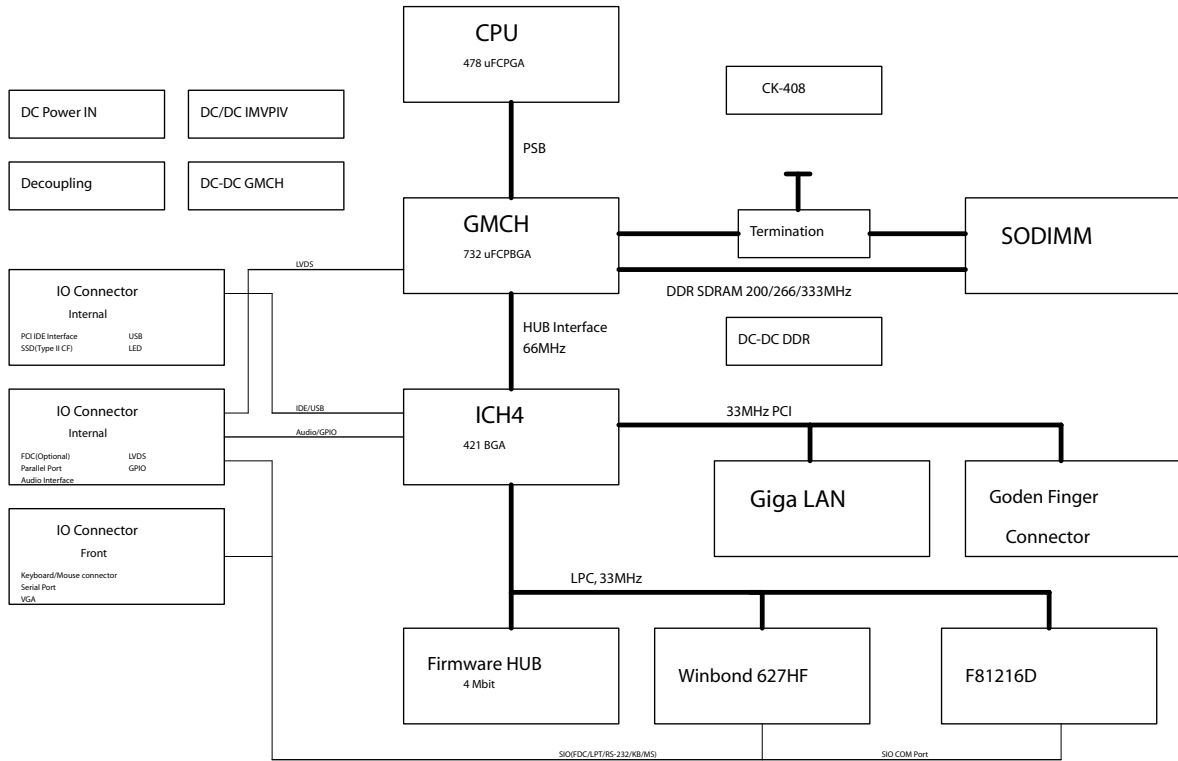 CPU
478 uFCPGA
CK-408
DC Power IN
DC/DC IMVPIV
PSB
Decoupling
DC-DC GMCH
GMCH
732 uFCPBGA
Termination
SODIMM
LVDS
DDR SDRAM 200/266/333MHz
IO Connector
Internal
PCI IDE Interface USB
SSD(Type II CF) LED
HUB Interface
66MHz
DC-DC DDR
IO Connector
Internal
FDC(Optional) LVDS
Parallel Port GPIO
Audio Interface
IDE/USB
Audio/GPIO
ICH4
421 BGA
33MHz PCI
Giga LAN
Goden Finger
Connector
IO Connector
Front
Keyboard/Mouse connector
Serial Port
VGA
LPC, 33MHz
Firmware HUB
4 Mbit
Winbond 627HF
F81216D
SIO(FDC/LPT/RS-232/KB/MS)
SIO COM Port